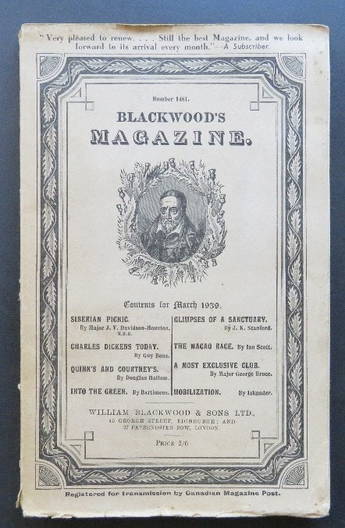 "Very pleased to renew. . . . Still the best Magazine, and we look
forward to its arrival every month."—A Subscriber.
Number 1481.
BLACKWOOD'S
MAGAZINE.
Contents for March 1939.
SIBERIAN PICNIC.
By Major J. V. Davidson-Houston,
CHARLES DICKENS TODAY.
By Guy Boas.
QUINN'S AND COURTNEY'S.
By Douglas
INTO THE GREEN. By Bartimeus.
GLIMPSES OF A SANCTUARY.
By J. K. Stanford.
THE MACAO RACE. By Ian Scott.
A MOST EXCLUSIVE CLUB.
By Major George Bruce.
MOBILIZATION. By Iskander.
WILLIAM BLACKWOOD & SONS LTD.,
45 GEORGE STREET, EDINBURGH; AND
37 PATERNOSTER ROW, LONDON.
PRICE 2/6
Registered for transmission by Canadian Magazine Post.